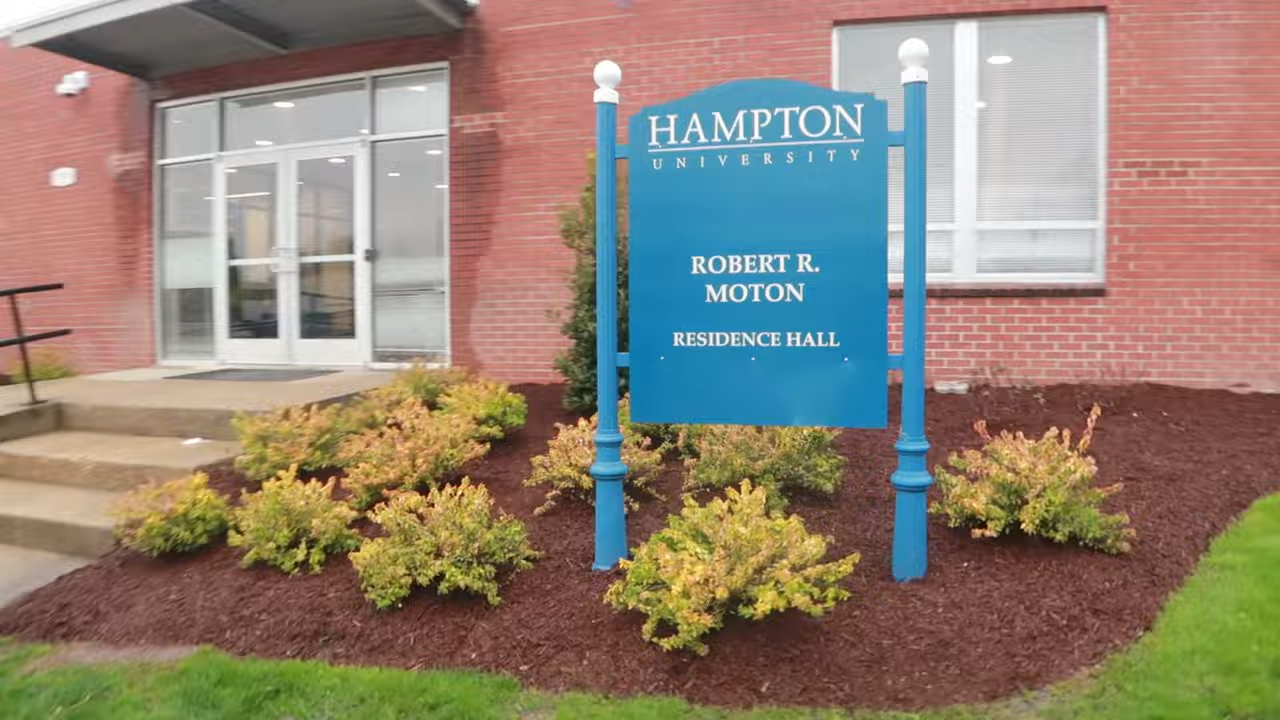 HAMPTON
UNIVERSITY
ROBERT R.
MOTON
RESIDENCE HALL